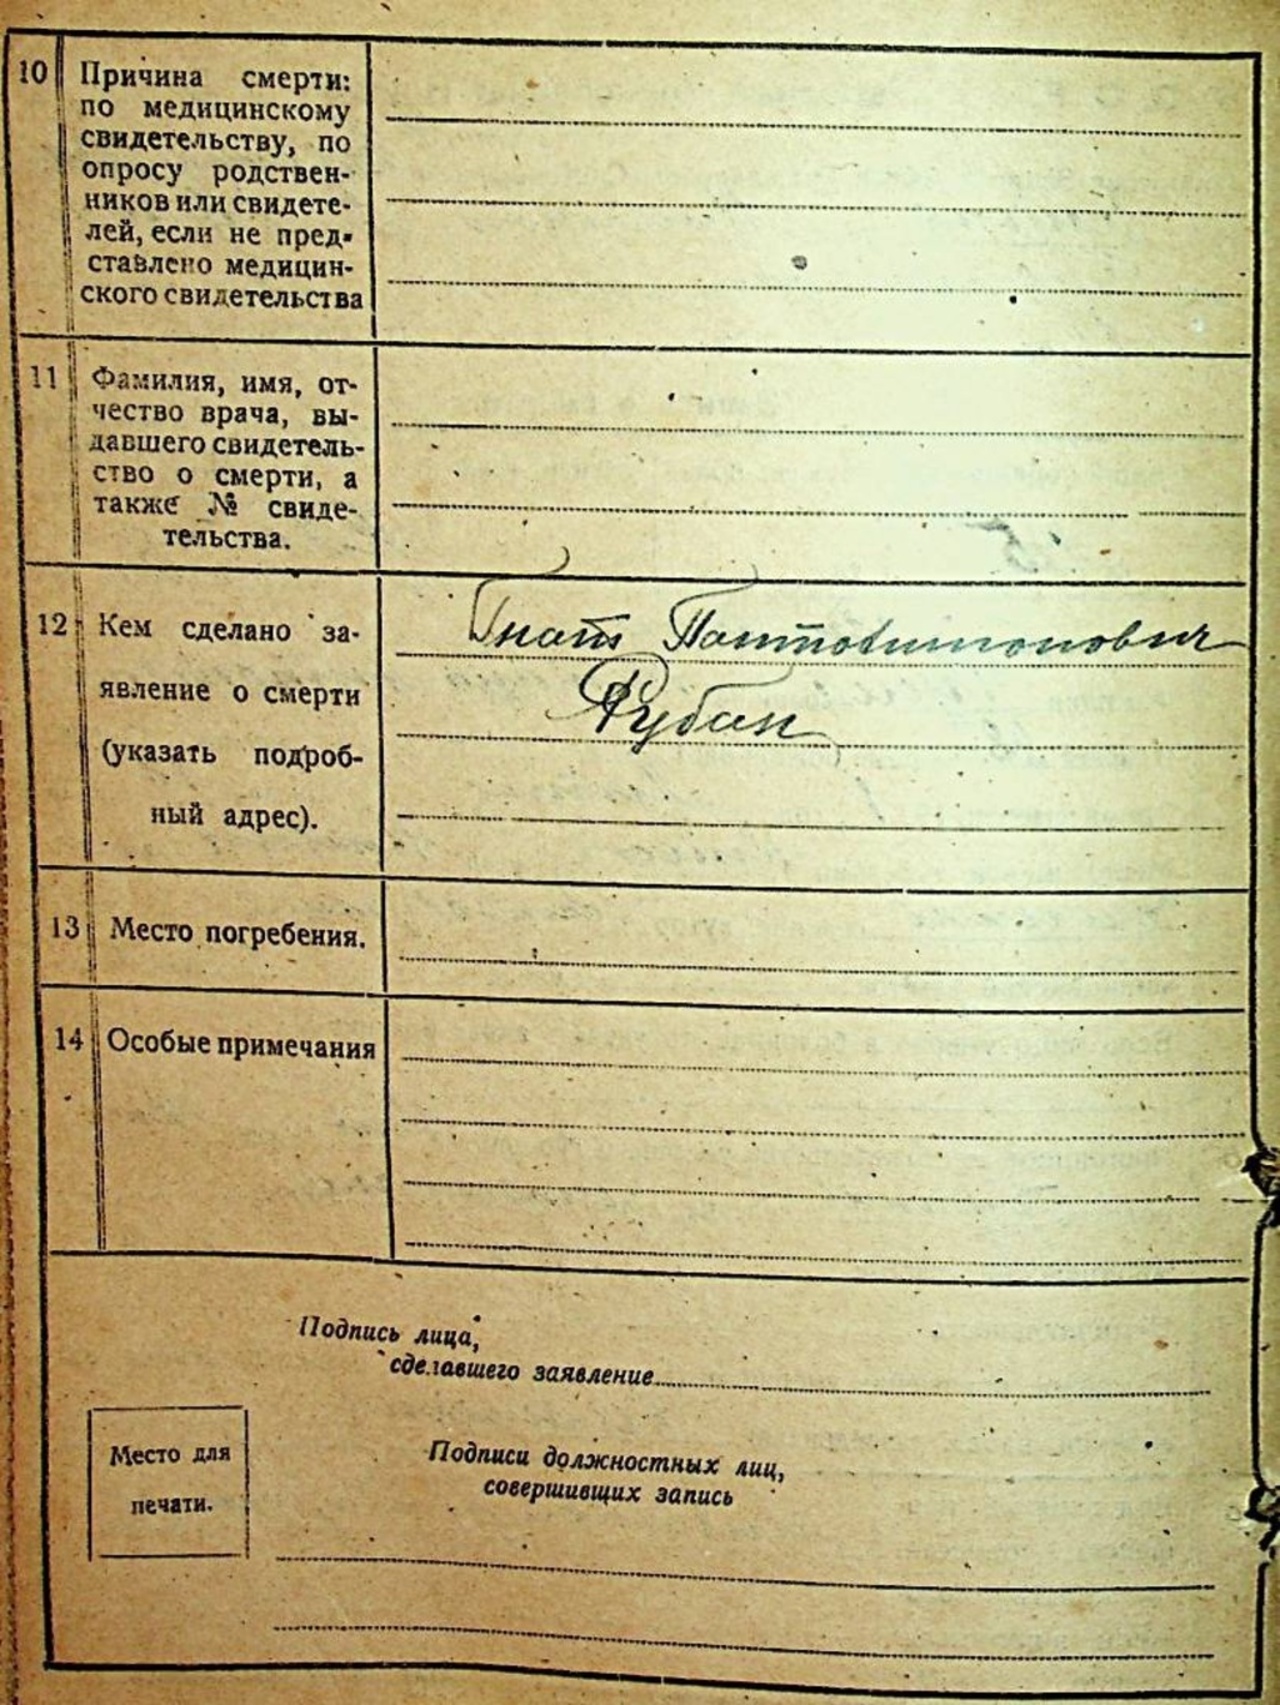 10 Причина смерти:
по медицинскому
свидетельству, по
опросу родствен-
ников или свидете-
лей, если не пред-
ставлено медицин-
ского свидетельства
11 Фамилия, имя, от-
чество врача, вы-
давшего свидетель-
ство о смерти, а
также № свиде-
тельства.
12 Кем сделано за-
явление о смерти
(указать подроб-
ный адрес).
Гнат
Рубан
13 Место погребения.
14 Особые примечания
Подпись лица,
сделавшего заявление
Место для
печати.
Подписи должностных лиц,
совершивщих запись